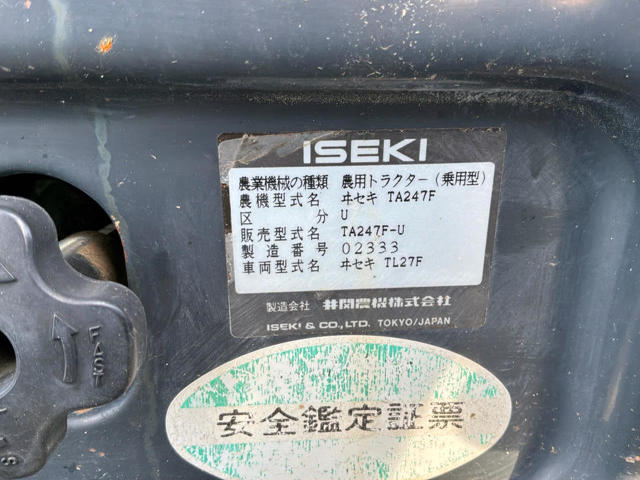 ISEKI
農業機械の種類 農用トラクター(乗用型)
農機型式名 ヰセキ TA247F
区分 U
販売型式名 TA247F-U
製造番号 02333
車両型式名 ヰセキ TL27F
製造会社 井関農機株式会社
ISEKI & CO., LTD. TOKYO/JAPAN
安全鑑定証票
FAST